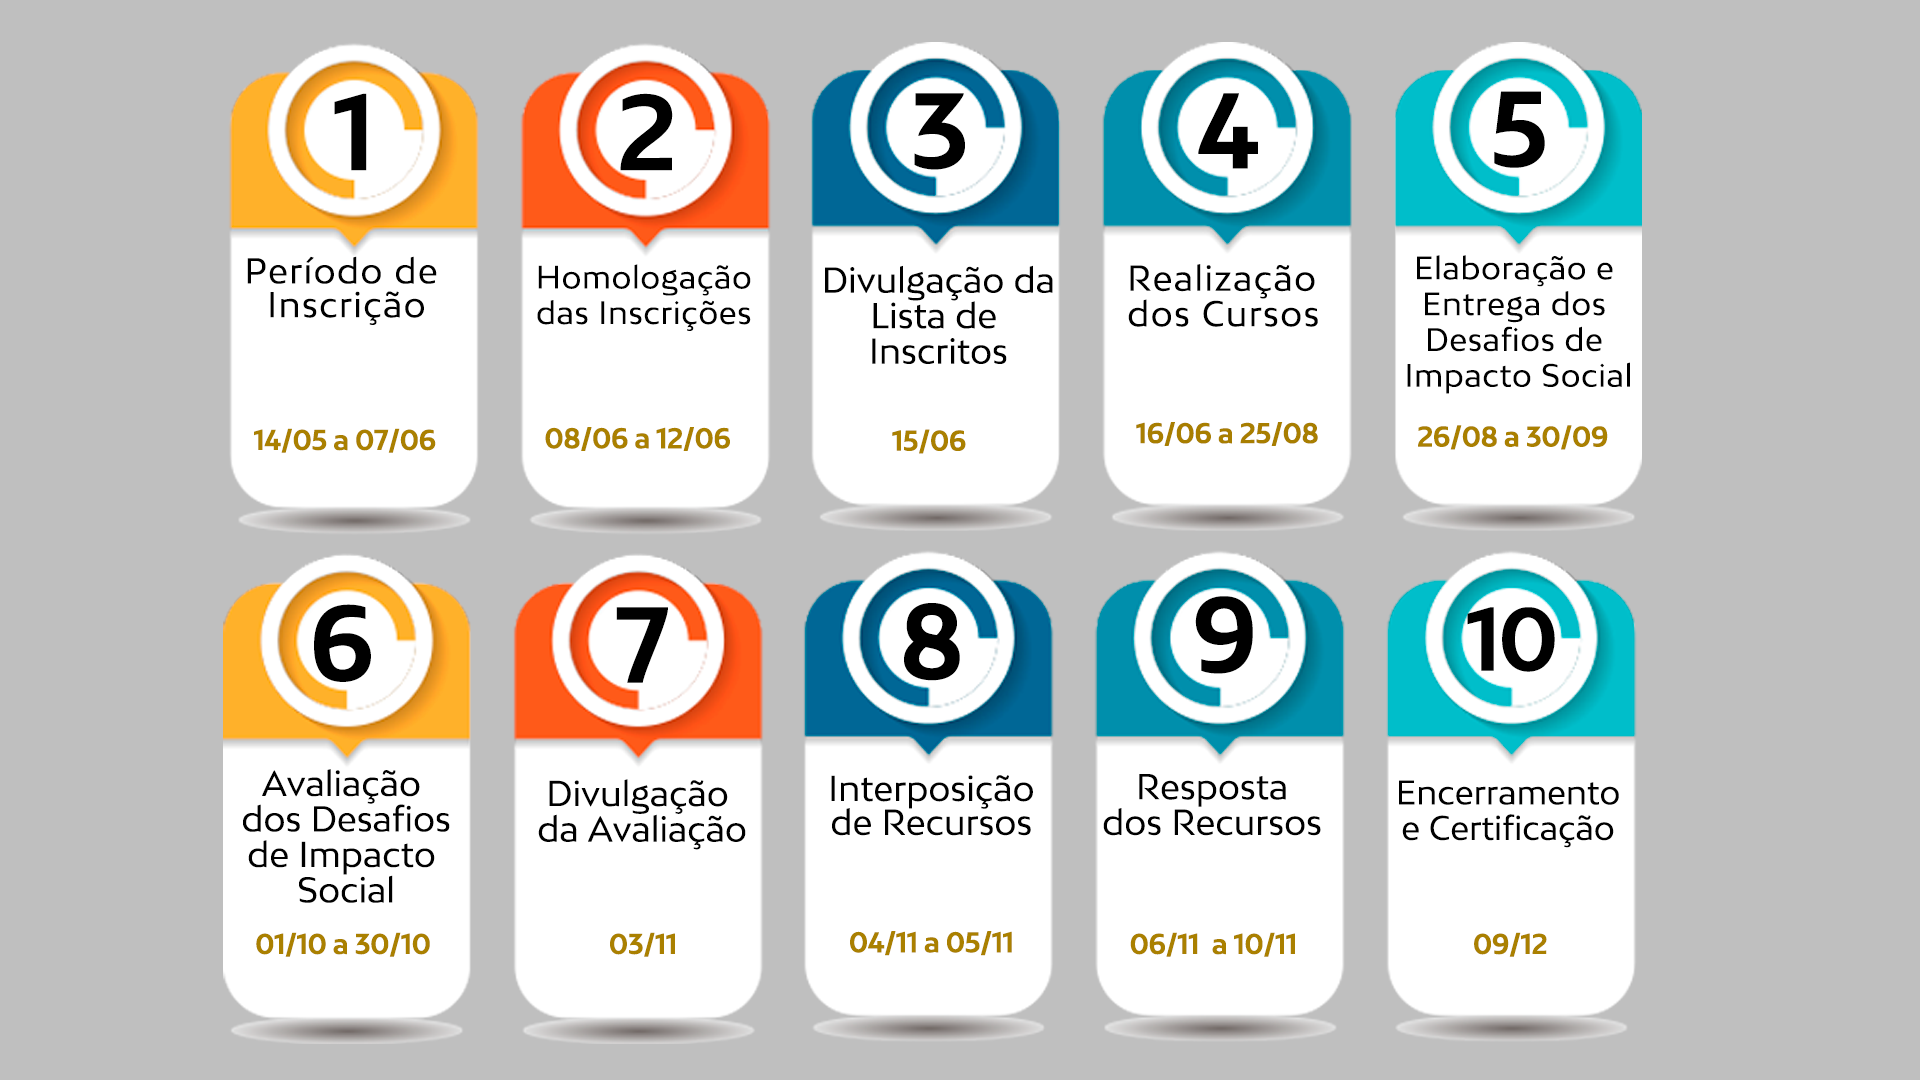 1
Período de
Inscrição
14/05 a 07/06
2
Homologação
das Inscrições
08/06 a 12/06
3
Divulgação da
Lista de
Inscritos
15/06
4
Realização
dos Cursos
16/06 a 25/08
5
Elaboração e
Entrega dos
Desafios de
Impacto Social
26/08 a 30/09
6
Avaliação
dos Desafios
de Impacto
Social
01/10 a 30/10
7
Divulgação
da Avaliação
03/11
8
Interposição
de Recursos
04/11 a 05/11
9
Resposta
dos Recursos
06/11 a 10/11
10
Encerramento
e Certificação
09/12